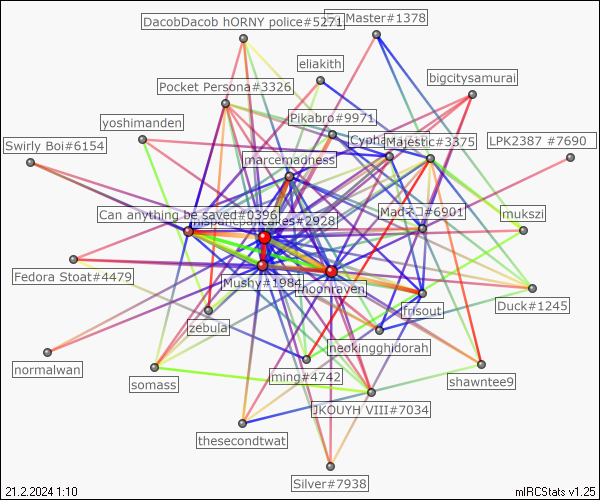 DacobDacob hORNY police#5271
Master#1378
eliakith
bigcitysamurai
Pocket Persona#3326
Pikabro#9971
yoshimanden
Majestic#3375
LPK2387 #7690
Swirly Boi#6154
marcemadness
Can anything be saved#0396
#2928
Madネコ#6901
mukszi
Fedora Stoat#4479
Mushy#1984
moonraven
frisout
Duck#1245
zebula
neokingghidorah
normalwan
somass
ming#4742
shawntee9
JKOUYH VIII#7034
thesecondtwat
Silver#7938
21.2.2024 1:10
mIRCStats v1.25